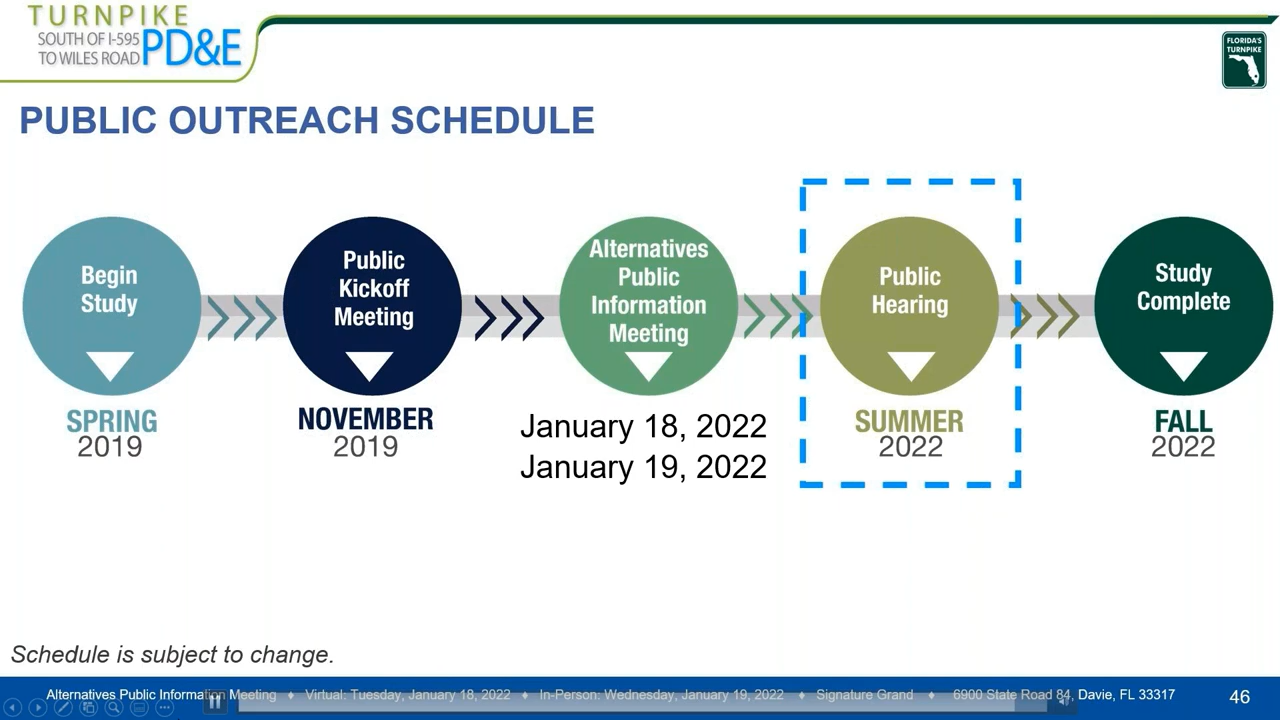 TURNPIKE
SOUTH OF I-595
TO WILES ROAD
PD&E
FLORIDA'S
TURNPIKE
PUBLIC OUTREACH SCHEDULE
Begin
Study
SPRING
2019
Public
Kickoff
Meeting
NOVEMBER
2019
Alternatives
Public
Information
Meeting
January 18, 2022
January 19, 2022
Public
Hearing
SUMMER
2022
Study
Complete
FALL
2022
Schedule is subject to change.
Alternatives Public Information Meeting ♦ Virtual: Tuesday, January 18, 2022 ♦ In-Person: Wednesday, January 19, 2022 ♦ Signature Grand ♦ 6900 State Road 84, Davie, FL 33317
46